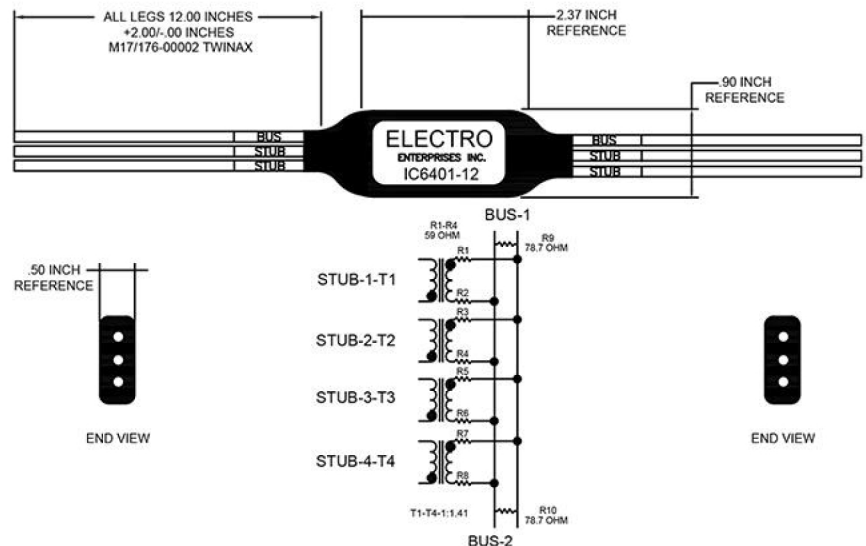 ALL LEGS 12.00 INCHES
+2.00/-.00 INCHES
M17/176-00002 TWINAX
2.37 INCH
REFERENCE
.90 INCH
REFERENCE
BUS
STUB
STUB
ELECTRO
ENTERPRISES INC.
IC6401-12
BUS
STUB
STUB
.50 INCH
REFERENCE
END VIEW
BUS-1
R1-R4
59 OHM
R9
78.7 OHM
STUB-1-T1
R1
R2
STUB-2-T2
R3
R4
STUB-3-T3
R5
R6
STUB-4-T4
R7
R8
T1-T4-1:1.41
R10
78.7 OHM
BUS-2
END VIEW